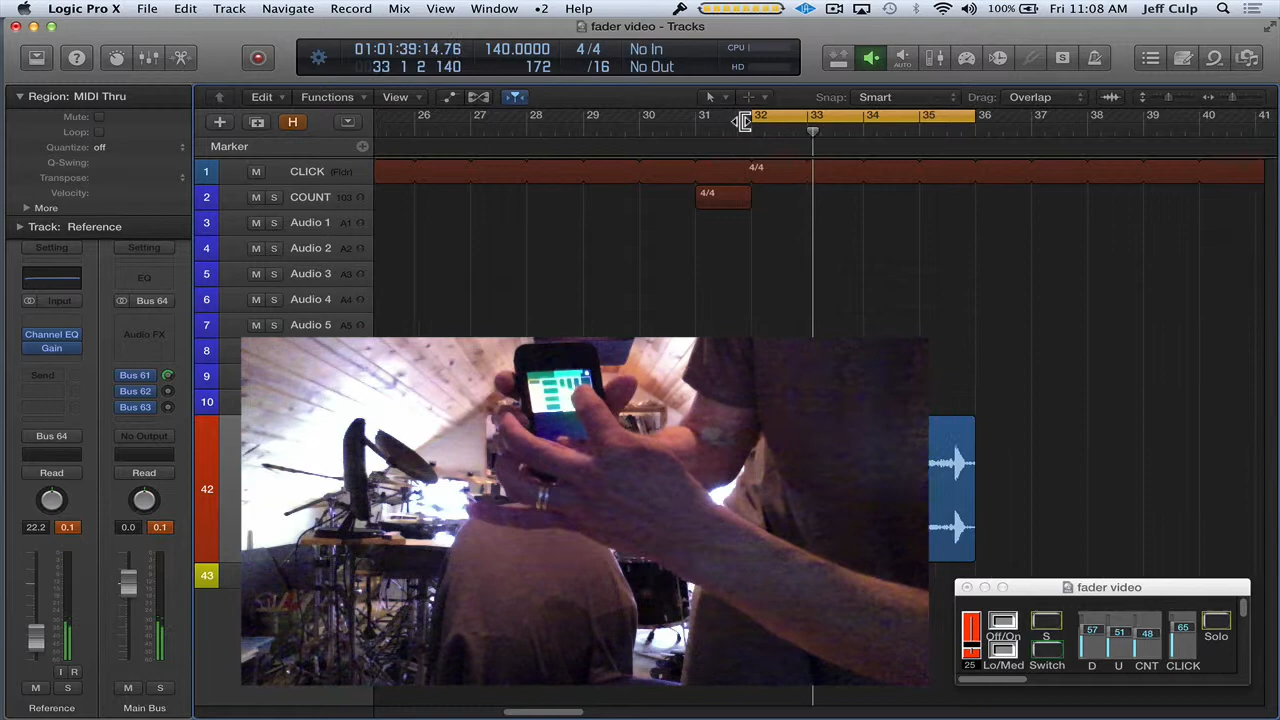 Logic Pro X File Edit Track Navigate Record Mix View Window •2 Help 100% Fri 11:08 AM Jeff Culp
fader video - Tracks
01:01:39:14.76 140.0000 4/4 No In CPU
33 1 2 140 172 /16 No Out HD
Region: MIDI Thru
Edit Functions View Snap: Smart Drag: Overlap
Mute:
Loop:
Quantize: off
Q-Swing:
Transpose:
Velocity:
More
Track: Reference
H
26 27 28 29 30 31 32 33 34 35 36 37 38 39 40 41
Marker
1 M CLICK (Fldr) 4/4
2 M S COUNT 103 4/4
3 M S Audio 1 A1
4 M S Audio 2 A2
5 M S Audio 3 A3
6 M S Audio 4 A4
7 M S Audio 5 A5
8
9
10
42
43
Setting Setting
EQ
Input Bus 64
Channel EQ Audio FX
Gain
Send Bus 61
Bus 62
Bus 63
Bus 64 No Output
Read Read
22.2 0.1 0.0 0.1
I R
M S M S
Reference Main Bus
fader video
Off/On S 57 51 48 65 Solo
25 Lo/Med Switch D U CNT CLICK